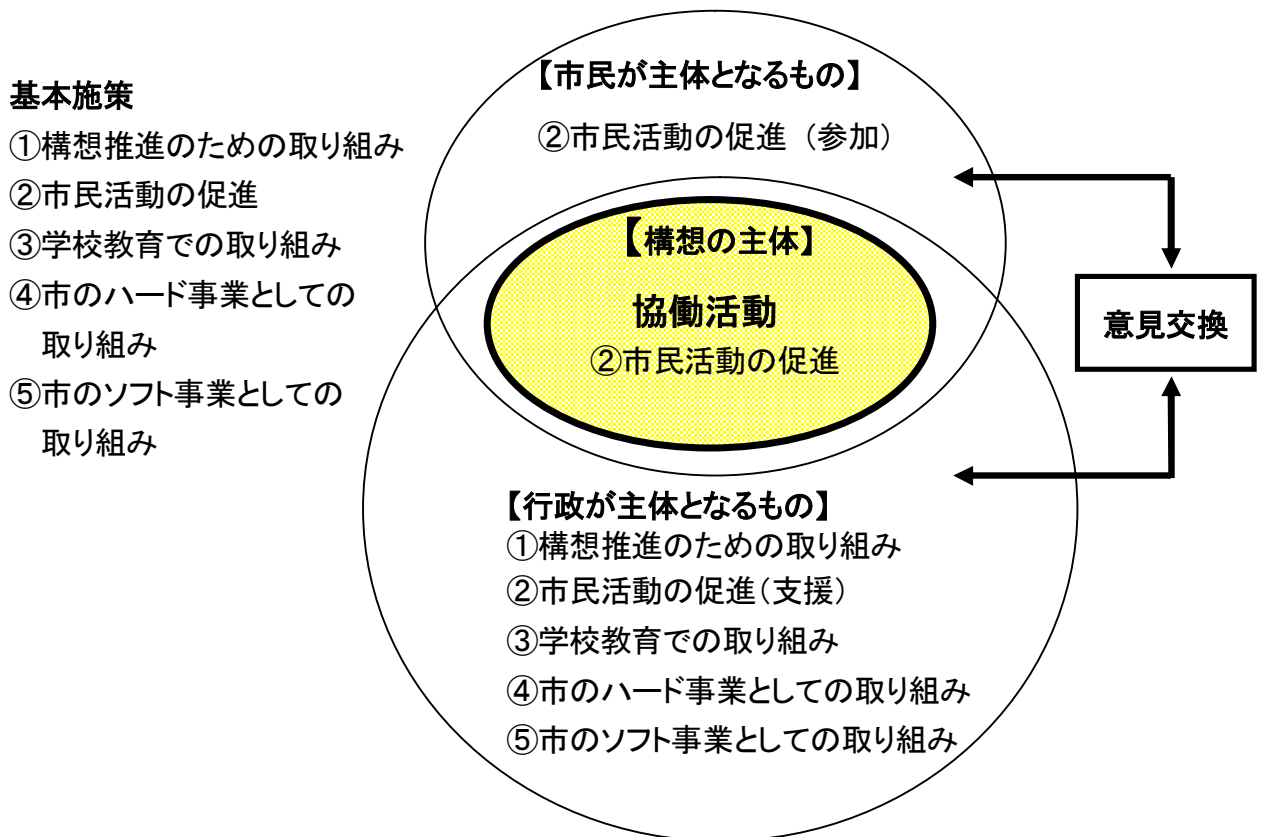 基本施策
①構想推進のための取り組み
②市民活動の促進
③学校教育での取り組み
④市のハード事業としての
取り組み
⑤市のソフト事業としての
取り組み
【市民が主体となるもの】
②市民活動の促進（参加）
【構想の主体】
協働活動
②市民活動の促進
意見交換
【行政が主体となるもの】
①構想推進のための取り組み
②市民活動の促進（支援）
③学校教育での取り組み
④市のハード事業としての取り組み
⑤市のソフト事業としての取り組み